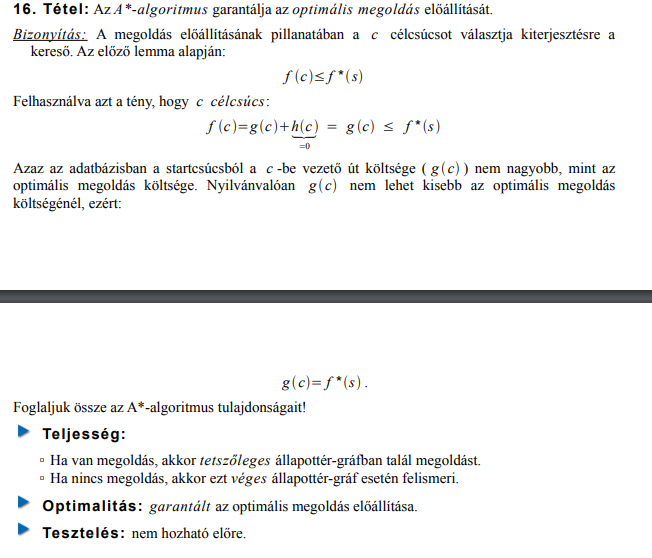 16. Tétel: Az A*-algoritmus garantálja az optimális megoldás előállítását.
Bizonyítás: A megoldás előállításának pillanatában a c célcsúcsot választja kiterjesztésre a
kereső. Az előző lemma alapján:
f(c)≤f*(s)
Felhasználva azt a tény, hogy c célcsúcs:
f(c)=g(c)+h(c) = g(c) ≤ f*(s)
=0
Azaz az adatbázisban a startcsúcsból a c-be vezető út költsége (g(c)) nem nagyobb, mint az
optimális megoldás költsége. Nyilvánvalóan g(c) nem lehet kisebb az optimális megoldás
költségénél, ezért:
g(c)=f*(s).
Foglaljuk össze az A*-algoritmus tulajdonságait!
Teljesség:
▫ Ha van megoldás, akkor tetszőleges állapottér-gráfban talál megoldást.
▫ Ha nincs megoldás, akkor ezt véges állapottér-gráf esetén felismeri.
Optimalitás: garantált az optimális megoldás előállítása.
Tesztelés: nem hozható előre.